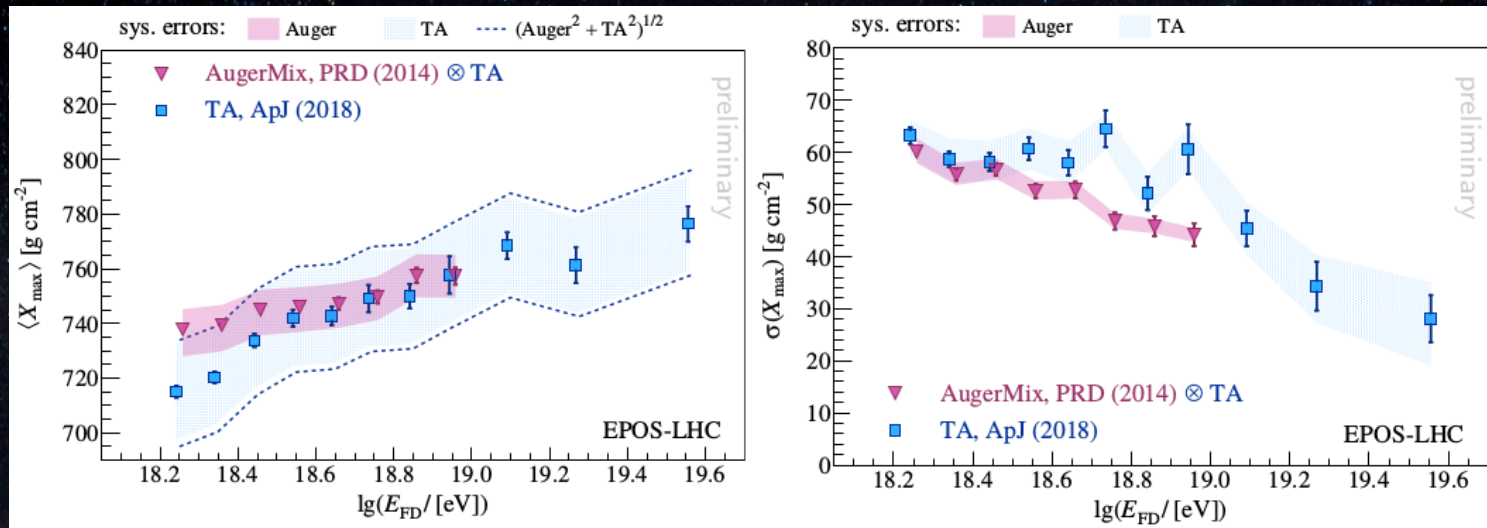 sys. errors: Auger TA (Auger² + TA²)^{1/2}
840
820
800
780
760
740
720
700
⟨X_max⟩ [g cm⁻²]
AugerMix, PRD (2014) ⊗ TA
TA, ApJ (2018)
preliminary
EPOS-LHC
18.2 18.4 18.6 18.8 19.0 19.2 19.4 19.6
lg(E_FD/ [eV])
sys. errors: Auger TA
80
70
60
50
40
30
20
10
0
σ(X_max) [g cm⁻²]
preliminary
AugerMix, PRD (2014) ⊗ TA
TA, ApJ (2018)
EPOS-LHC
18.2 18.4 18.6 18.8 19.0 19.2 19.4 19.6
lg(E_FD/ [eV])